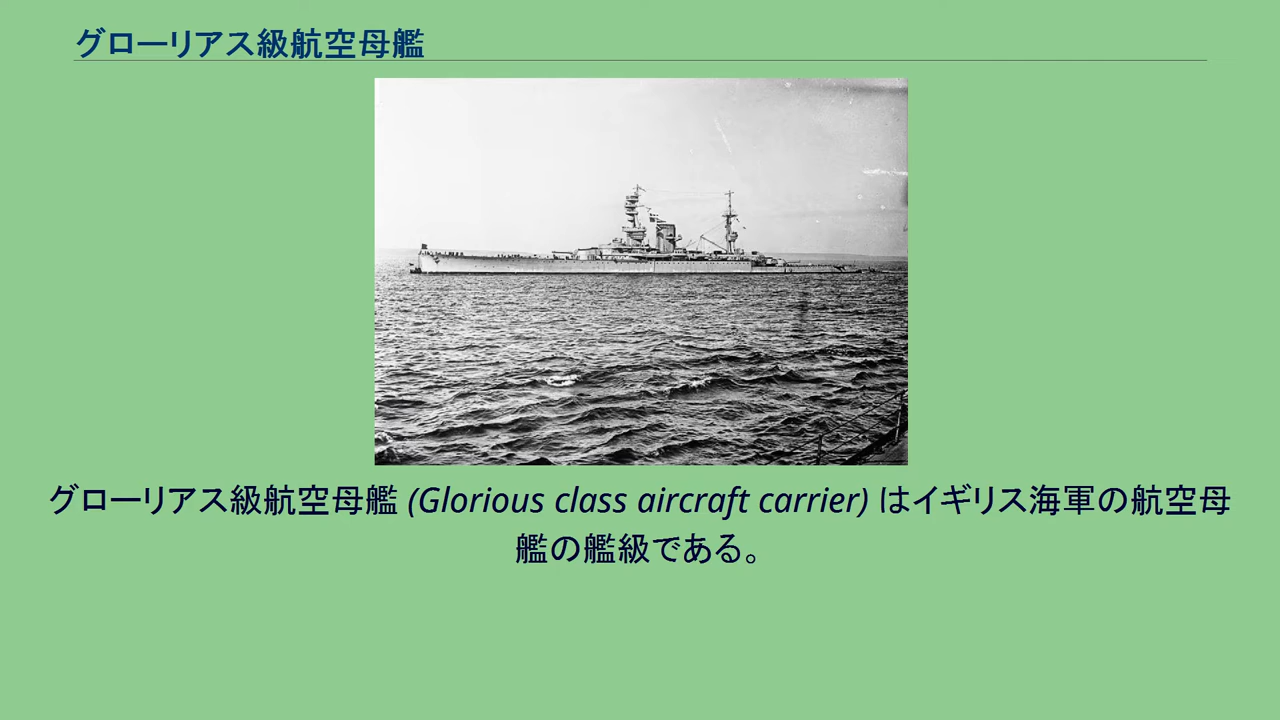 グローリアス級航空母艦
グローリアス級航空母艦 (Glorious class aircraft carrier) はイギリス海軍の航空母
艦の艦級である。